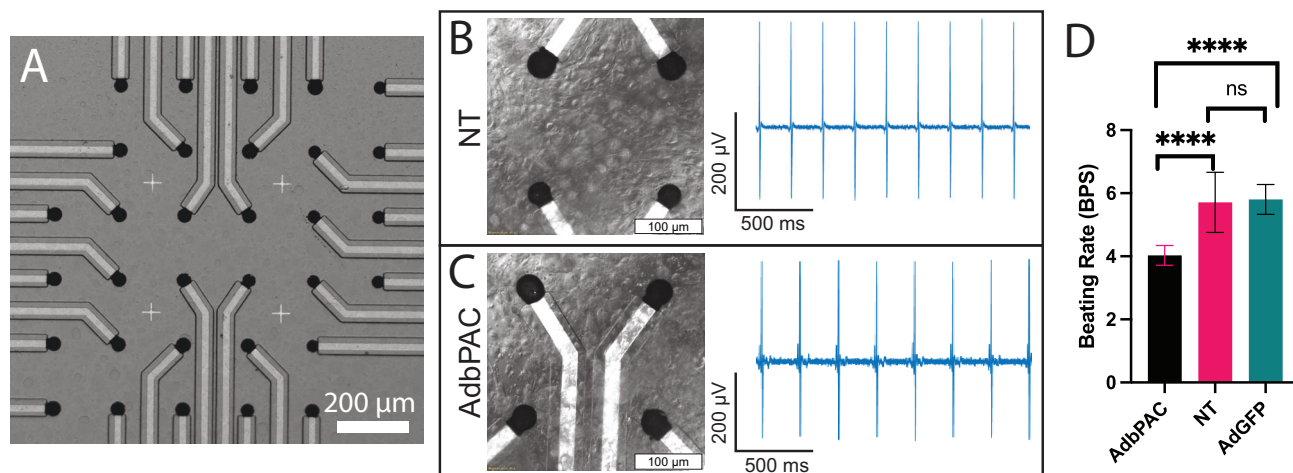 A
200 µm
B
NT
100 µm
200 µV
500 ms
C
AdbPAC
100 µm
200 µV
500 ms
D
****
ns
****
Beating Rate (BPS)
8
6
4
2
0
AdbPAC
NT
AdGFP